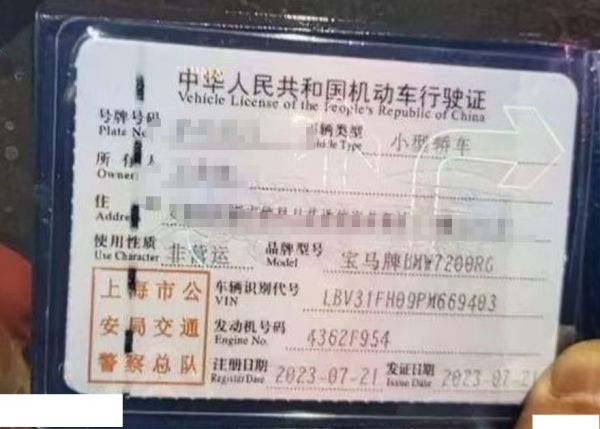 中华人民共和国机动车行驶证
Vehicle License of the People's Republic of China
号牌号码 车辆类型 小型轿车
Plate No. Vehicle Type
所有人
Owner
住
Address
使用性质 非营运 品牌型号 宝马牌BMW7200RG
Use Character Model
上海市公安局交通警察总队
车辆识别代号 LBV31FH09PM669403
VIN
发动机号码 4362F954
Engine No.
注册日期 2023-07-21 发证日期 2023-07-21
Register Date Issue Date